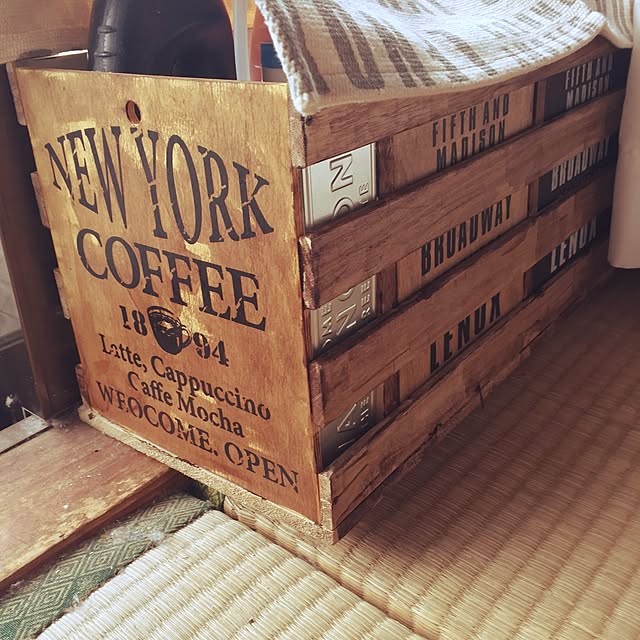 NEW YORK
COFFEE
18 94
Latte, Cappuccino
Caffe Mocha
WEOCOME. OPEN
FIFTH AND
MADISON
BROADWAY
LENOX
FIFTH AND
MADISON
BROADWAY
LENOX